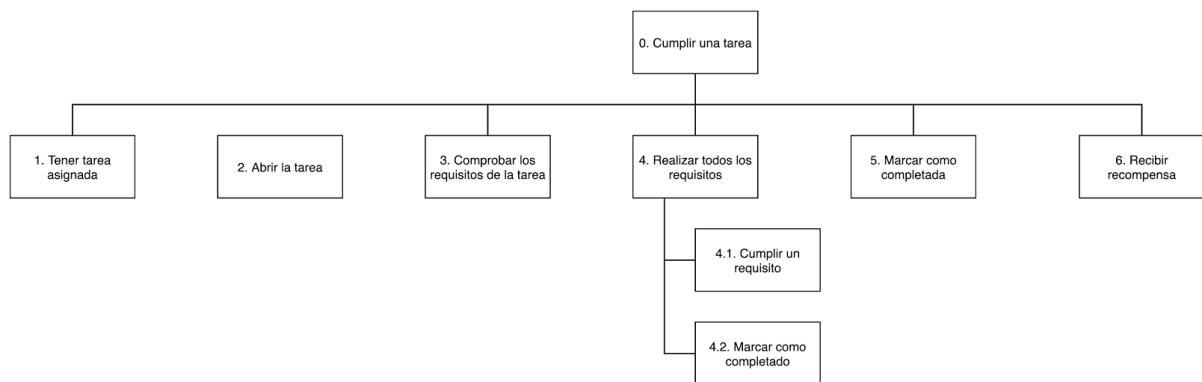 0. Cumplir una tarea
1. Tener tarea
asignada
2. Abrir la tarea
3. Comprobar los
requisitos de la tarea
4. Realizar todos los
requisitos
5. Marcar como
completada
6. Recibir
recompensa
4.1. Cumplir un
requisito
4.2. Marcar como
completado